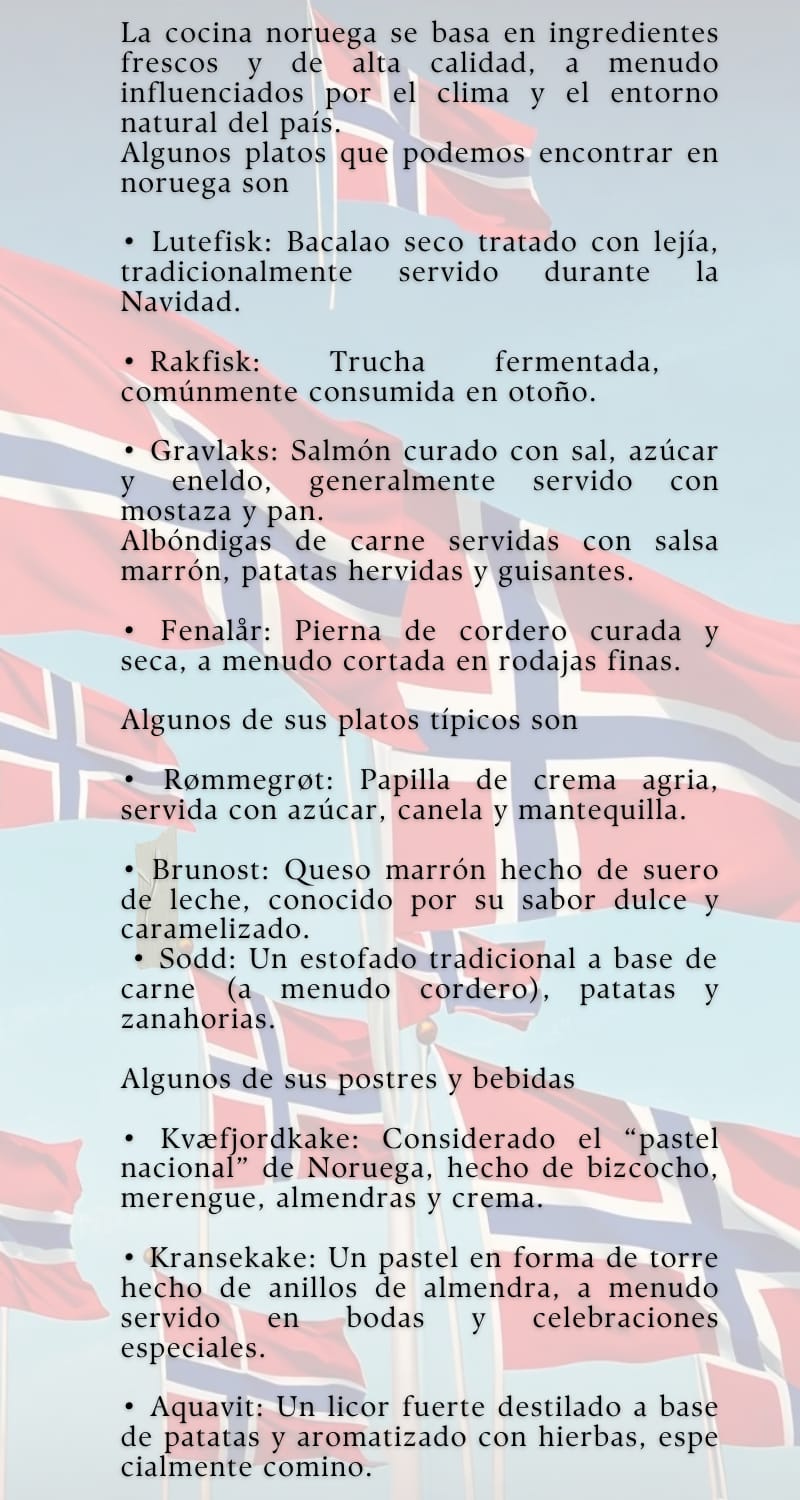 La cocina noruega se basa en ingredientes
frescos y de alta calidad, a menudo
influenciados por el clima y el entorno
natural del país.
Algunos platos que podemos encontrar en
noruega son
• Lutefisk: Bacalao seco tratado con lejía,
tradicionalmente servido durante la
Navidad.
• Rakfisk: Trucha fermentada,
comúnmente consumida en otoño.
• Gravlaks: Salmón curado con sal, azúcar
y eneldo, generalmente servido con
mostaza y pan.
Albóndigas de carne servidas con salsa
marrón, patatas hervidas y guisantes.
• Fenalår: Pierna de cordero curada y
seca, a menudo cortada en rodajas finas.
Algunos de sus platos típicos son
• Rømmegrøt: Papilla de crema agria,
servida con azúcar, canela y mantequilla.
• Brunost: Queso marrón hecho de suero
de leche, conocido por su sabor dulce y
caramelizado.
• Sodd: Un estofado tradicional a base de
carne (a menudo cordero), patatas y
zanahorias.
Algunos de sus postres y bebidas
• Kvæfjordkake: Considerado el “pastel
nacional” de Noruega, hecho de bizcocho,
merengue, almendras y crema.
• Kransekake: Un pastel en forma de torre
hecho de anillos de almendra, a menudo
servido en bodas y celebraciones
especiales.
• Aquavit: Un licor fuerte destilado a base
de patatas y aromatizado con hierbas, espe
cialmente comino.